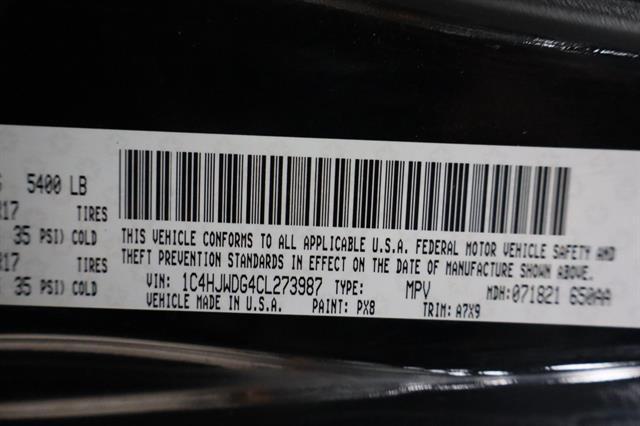 5400 LB
R17 TIRES
35 PSI) COLD
R17 TIRES
35 PSI) COLD
THIS VEHICLE CONFORMS TO ALL APPLICABLE U.S.A. FEDERAL MOTOR VEHICLE SAFETY AND
THEFT PREVENTION STANDARDS IN EFFECT ON THE DATE OF MANUFACTURE SHOWN ABOVE.
VIN: 1C4HJWDG4CL273987 TYPE: MPV MDH:071821 650AA
VEHICLE MADE IN U.S.A. PAINT: PX8 TRIM: A7X9